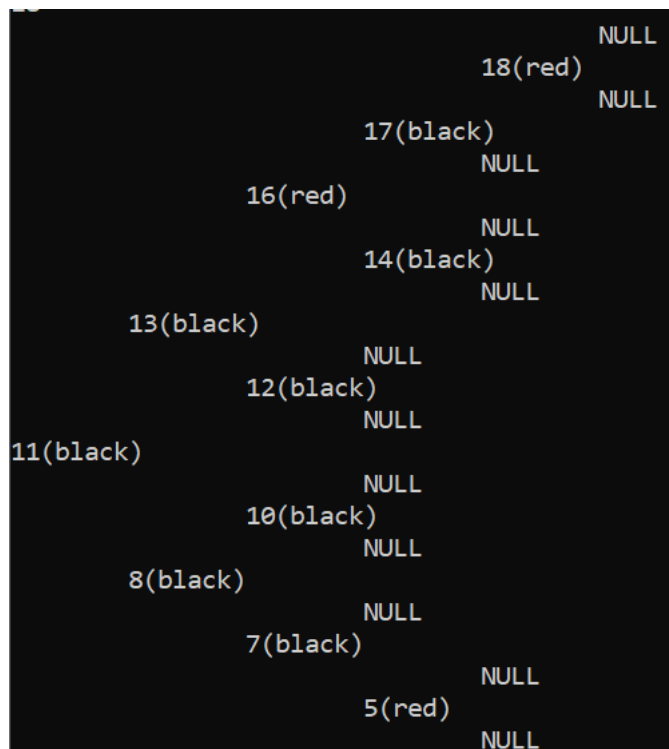 NULL
18(red)
NULL
17(black)
NULL
16(red)
NULL
14(black)
NULL
13(black)
NULL
12(black)
NULL
11(black)
NULL
10(black)
NULL
8(black)
NULL
7(black)
NULL
5(red)
NULL